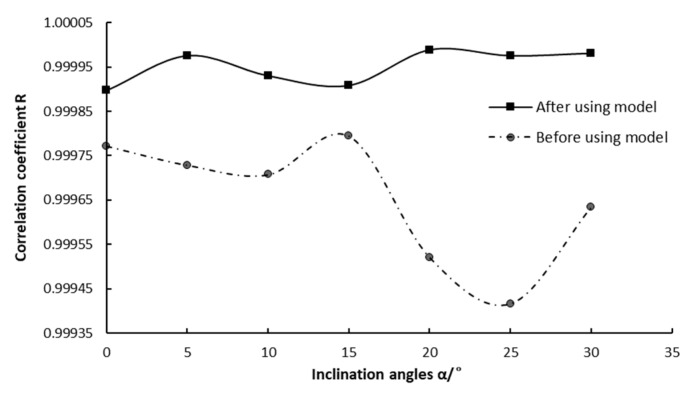 1.00005
0.99995
0.99985
0.99975
0.99965
0.99955
0.99945
0.99935
Correlation coefficient R
After using model
Before using model
0 5 10 15 20 25 30 35
Inclination angles α/°